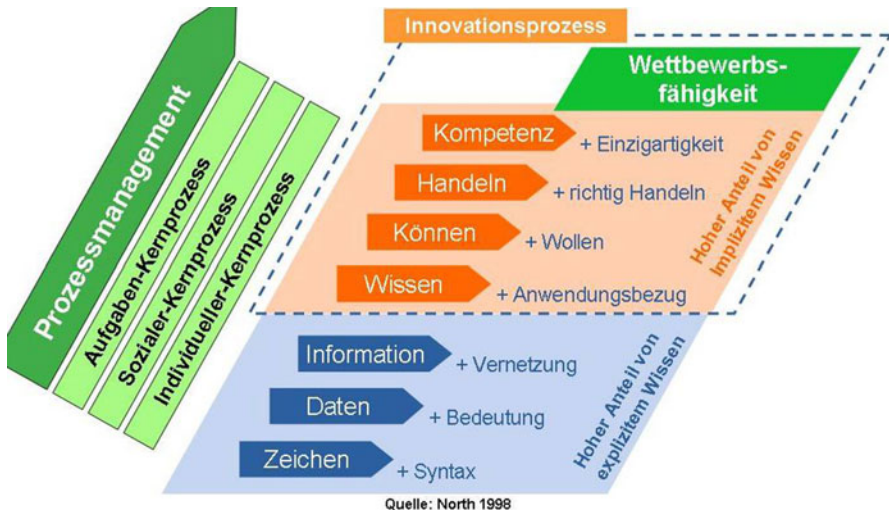 Innovationsprozess
Wettbewerbs-
fähigkeit
Prozessmanagement
Aufgaben-Kernprozess
Sozialer-Kernprozess
Individueller-Kernprozess
Kompetenz
+ Einzigartigkeit
Handeln
+ richtig Handeln
Können
+ Wollen
Wissen
+ Anwendungsbezug
Hoher Anteil von
Implizitem Wissen
Information
+ Vernetzung
Daten
+ Bedeutung
Zeichen
+ Syntax
Hoher Anteil von
explizitem Wissen
Quelle: North 1998